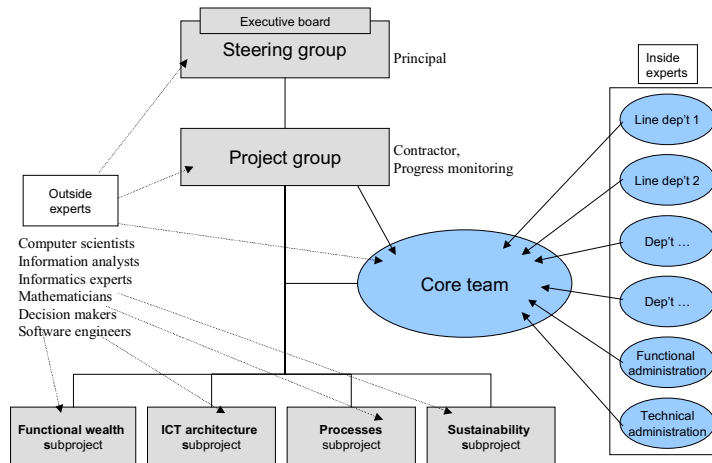 Executive board
Steering group
Principal
Inside
experts
Line dep't 1
Project group
Contractor,
Progress monitoring
Line dep't 2
Outside
experts
Computer scientists
Information analysts
Informatics experts
Mathematicians
Decision makers
Software engineers
Dep't ...
Core team
Dep't ...
Functional
administration
Technical
administration
Functional wealth
subproject
ICT architecture
subproject
Processes
subproject
Sustainability
subproject